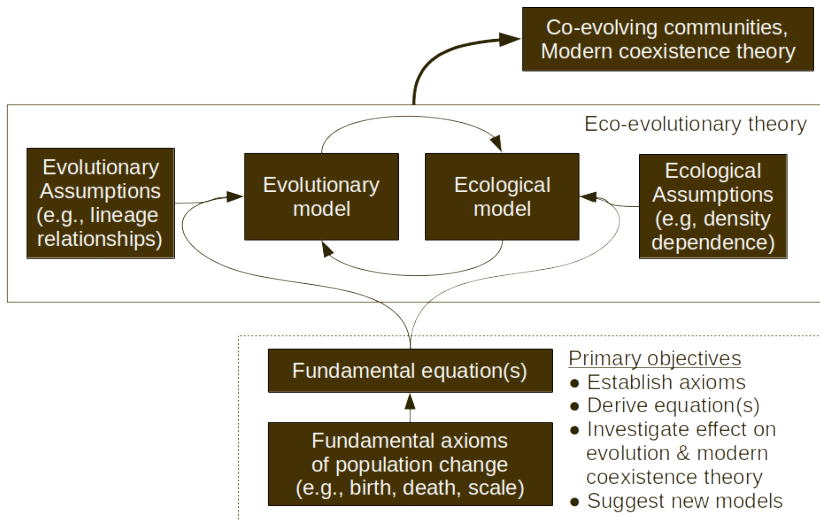 Co-evolving communities,
Modern coexistence theory
Eco-evolutionary theory
Evolutionary
Assumptions
(e.g., lineage
relationships)
Evolutionary
model
Ecological
model
Ecological
Assumptions
(e.g, density
dependence)
Fundamental equation(s)
Fundamental axioms
of population change
(e.g., birth, death, scale)
Primary objectives
● Establish axioms
● Derive equation(s)
● Investigate effect on
evolution & modern
coexistence theory
● Suggest new models